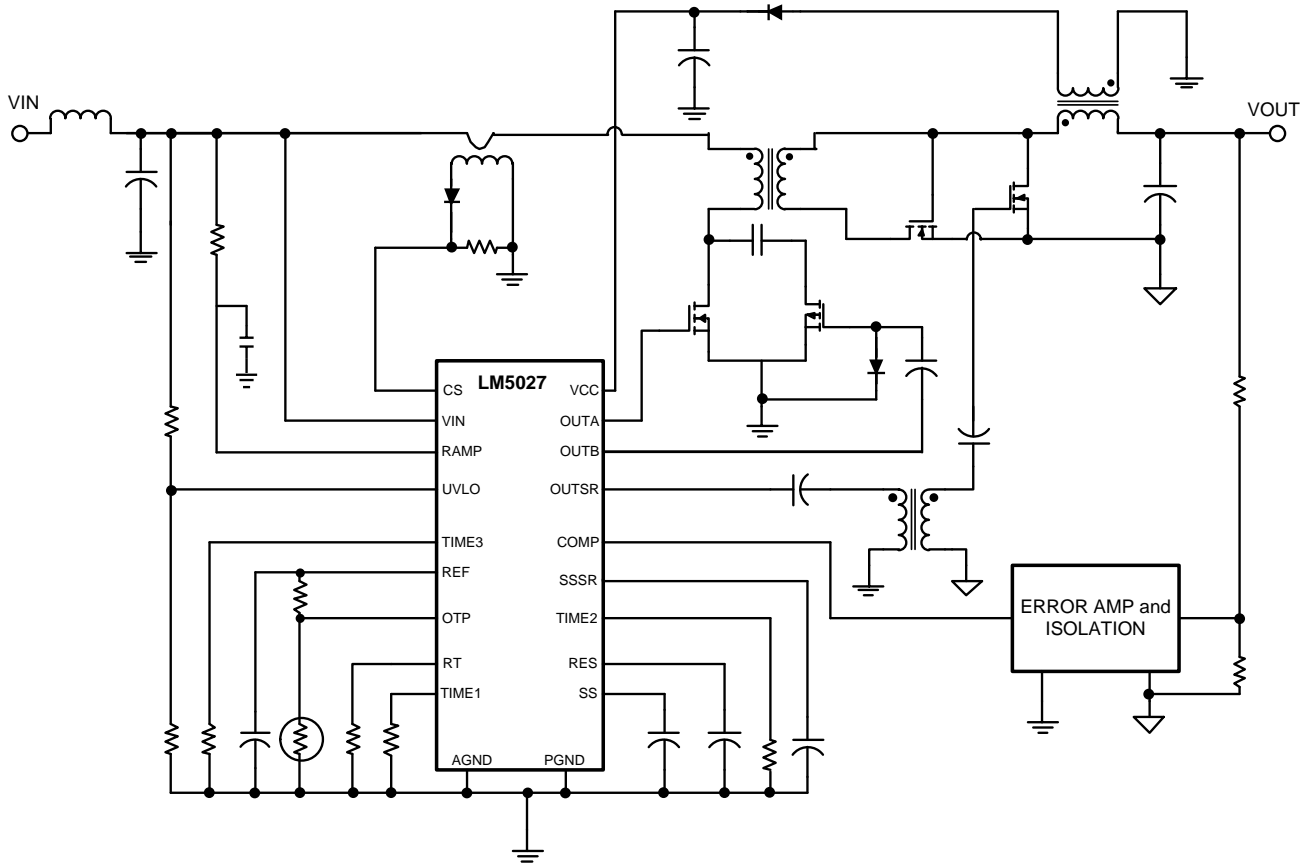 VIN
VOUT
LM5027
CS
VIN
RAMP
UVLO
TIME3
REF
OTP
RT
TIME1
AGND
PGND
VCC
OUTA
OUTB
OUTSR
COMP
SSSR
TIME2
RES
SS
ERROR AMP and
ISOLATION